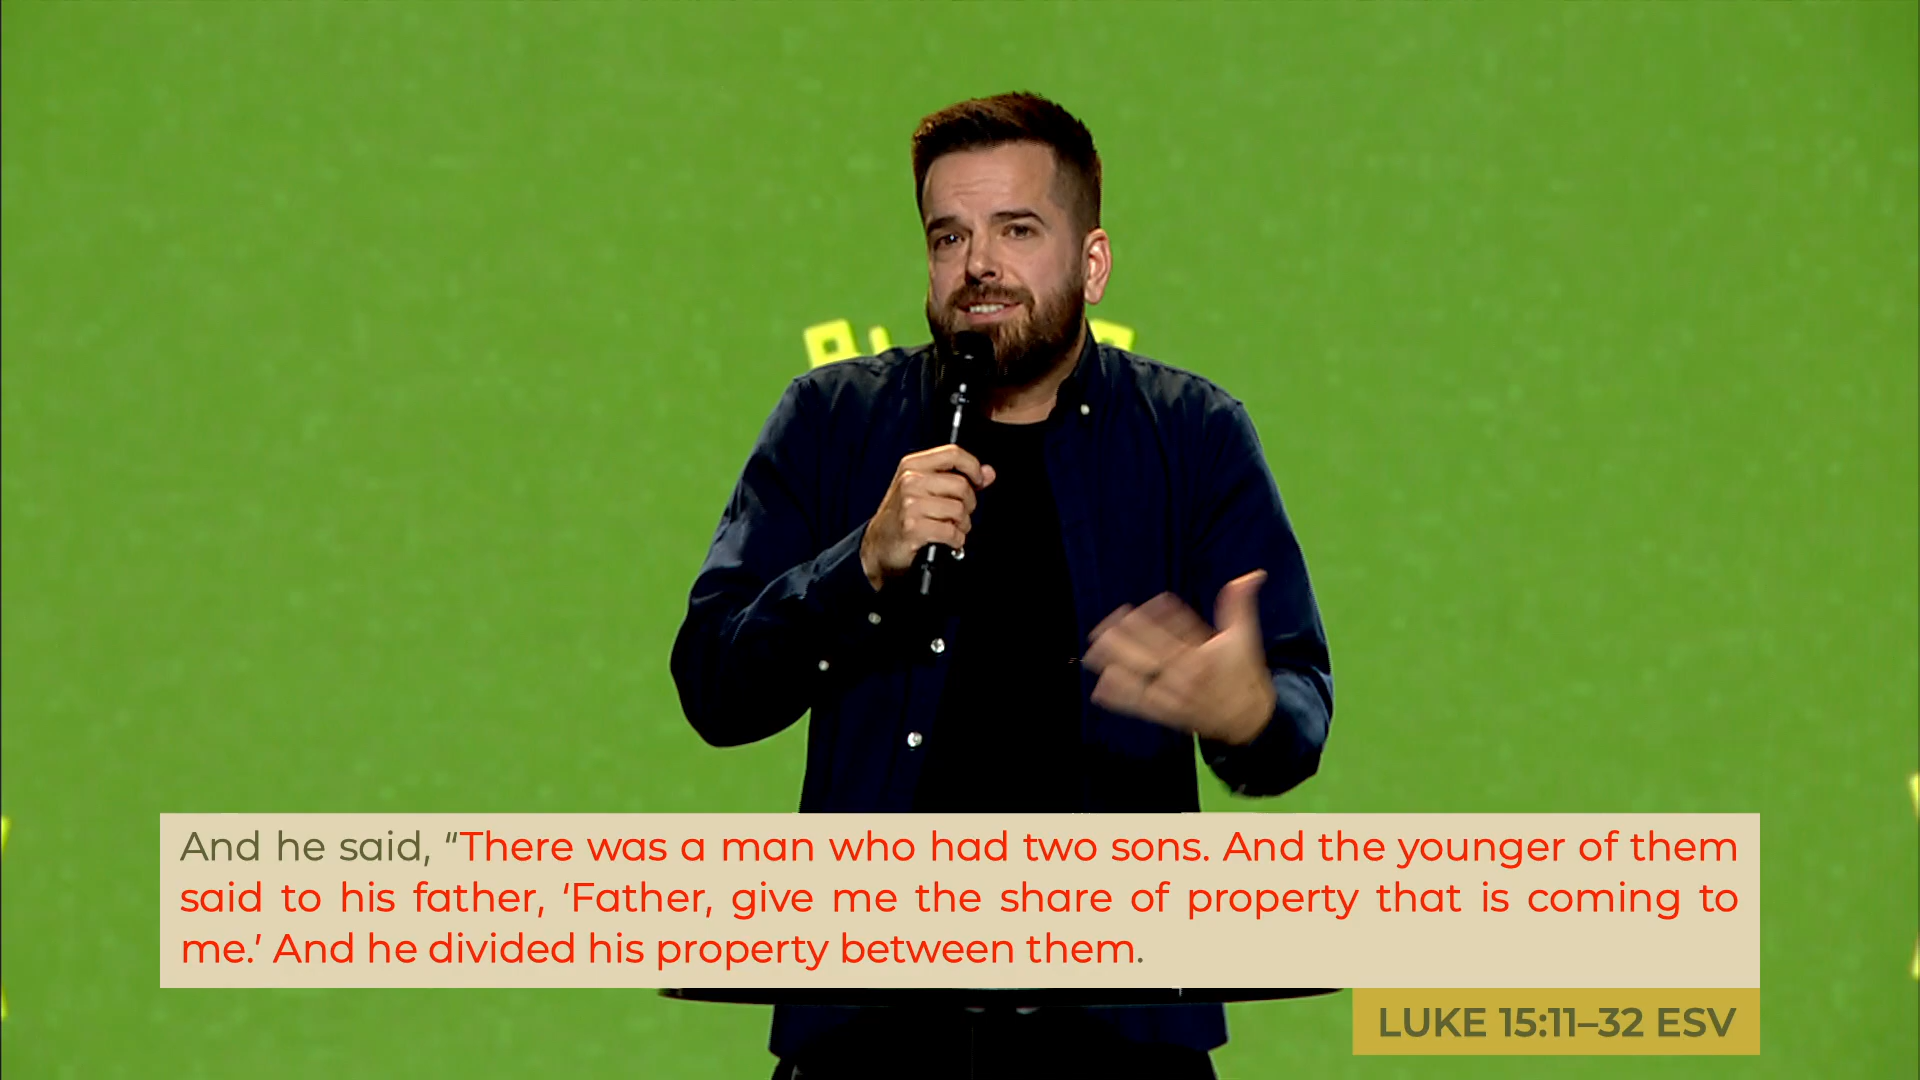 And he said, “There was a man who had two sons. And the younger of them
said to his father, ‘Father, give me the share of property that is coming to
me.’ And he divided his property between them.
LUKE 15:11–32 ESV